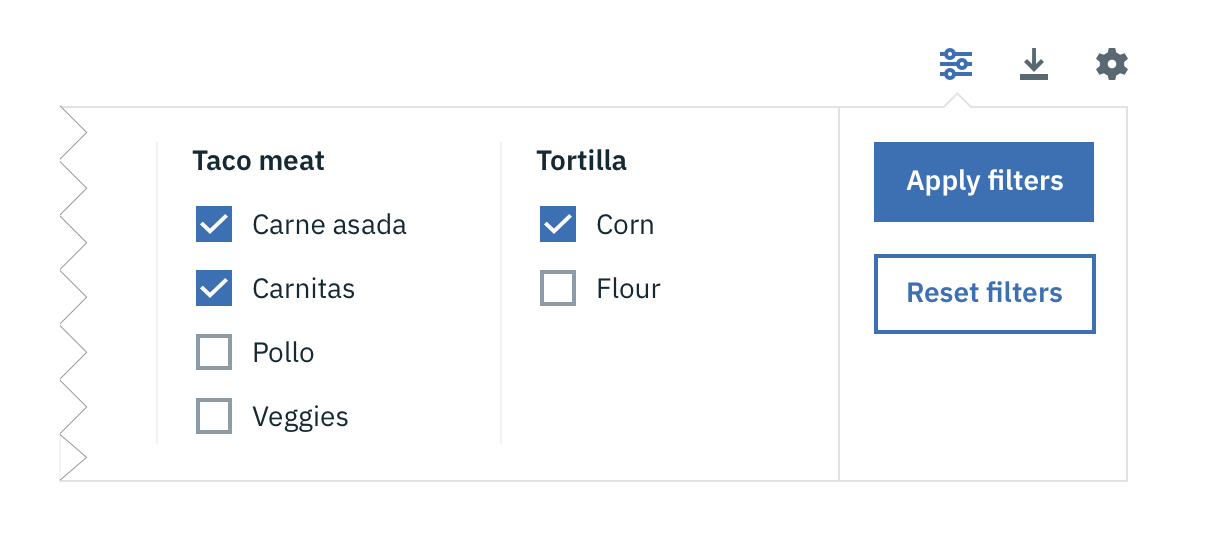 Taco meat
Carne asada
Carnitas
Pollo
Veggies
Tortilla
Corn
Flour
Apply filters
Reset filters